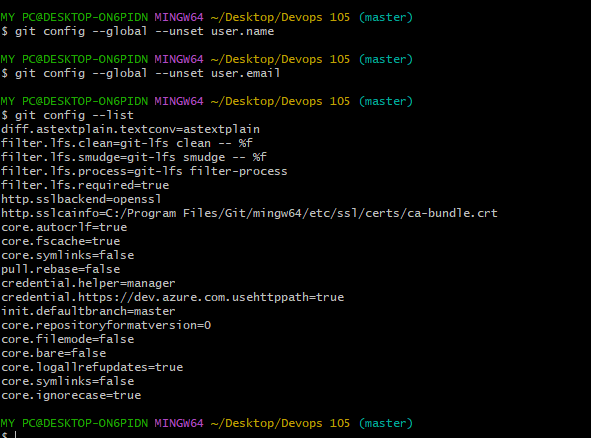 MY PC@DESKTOP-ON6PIDN MINGW64 ~/Desktop/Devops 105 (master)
$ git config --global --unset user.name
MY PC@DESKTOP-ON6PIDN MINGW64 ~/Desktop/Devops 105 (master)
$ git config --global --unset user.email
MY PC@DESKTOP-ON6PIDN MINGW64 ~/Desktop/Devops 105 (master)
$ git config --list
diff.astextplain.textconv=astextplain
filter.lfs.clean=git-lfs clean -- %f
filter.lfs.smudge=git-lfs smudge -- %f
filter.lfs.process=git-lfs filter-process
filter.lfs.required=true
http.sslbackend=openssl
http.sslcainfo=C:/Program Files/Git/mingw64/etc/ssl/certs/ca-bundle.crt
core.autocrlf=true
core.fscache=true
core.symlinks=false
pull.rebase=false
credential.helper=manager
credential.https://dev.azure.com.usehttppath=true
init.defaultbranch=master
core.repositoryformatversion=0
core.filemode=false
core.bare=false
core.logallrefupdates=true
core.symlinks=false
core.ignorecase=true
MY PC@DESKTOP-ON6PIDN MINGW64 ~/Desktop/Devops 105 (master)
$